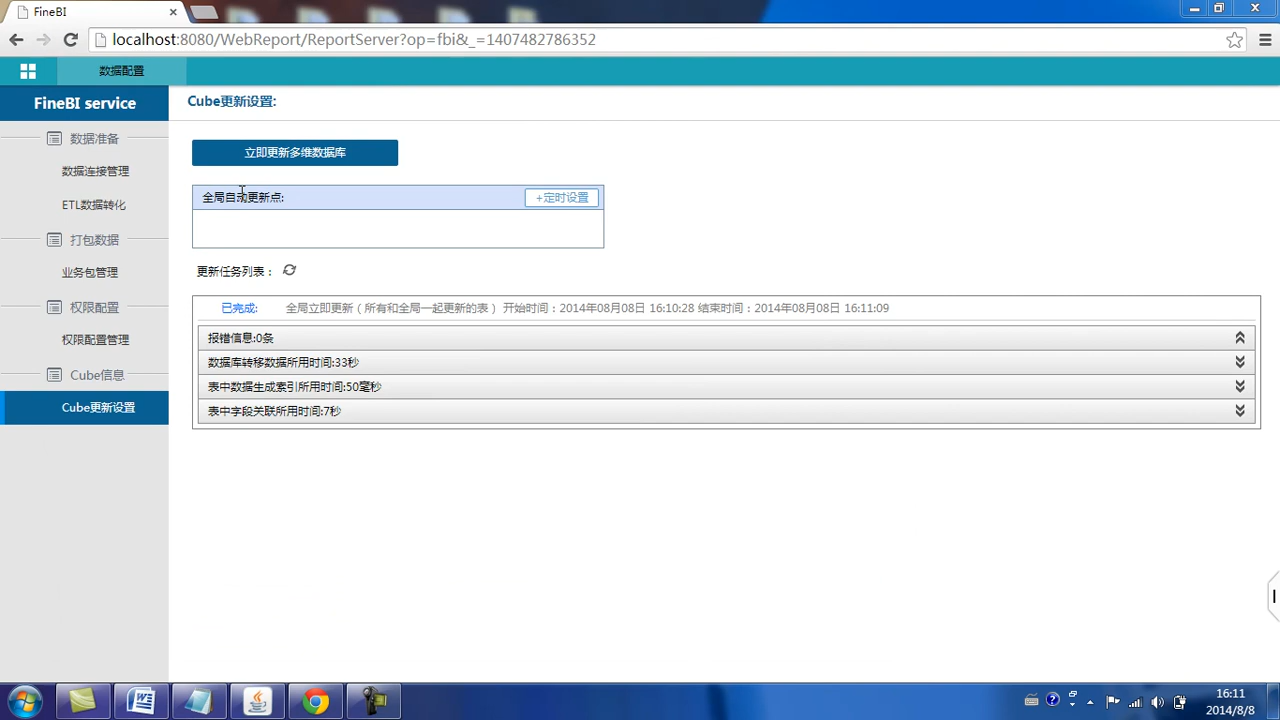 FineBI
localhost:8080/WebReport/ReportServer?op=fbi&_=1407482786352
数据配置
FineBI service
数据准备
数据连接管理
ETL数据转化
打包数据
业务包管理
权限配置
权限配置管理
Cube信息
Cube更新设置
Cube更新设置:
立即更新多维数据库
全局自动更新点:
+定时设置
更新任务列表：
已完成: 全局立即更新（所有和全局一起更新的表） 开始时间：2014年08月08日 16:10:28 结束时间：2014年08月08日 16:11:09
报错信息:0条
数据库转移数据所用时间:33秒
表中数据生成索引所用时间:50毫秒
表中字段关联所用时间:7秒
16:11
2014/8/8